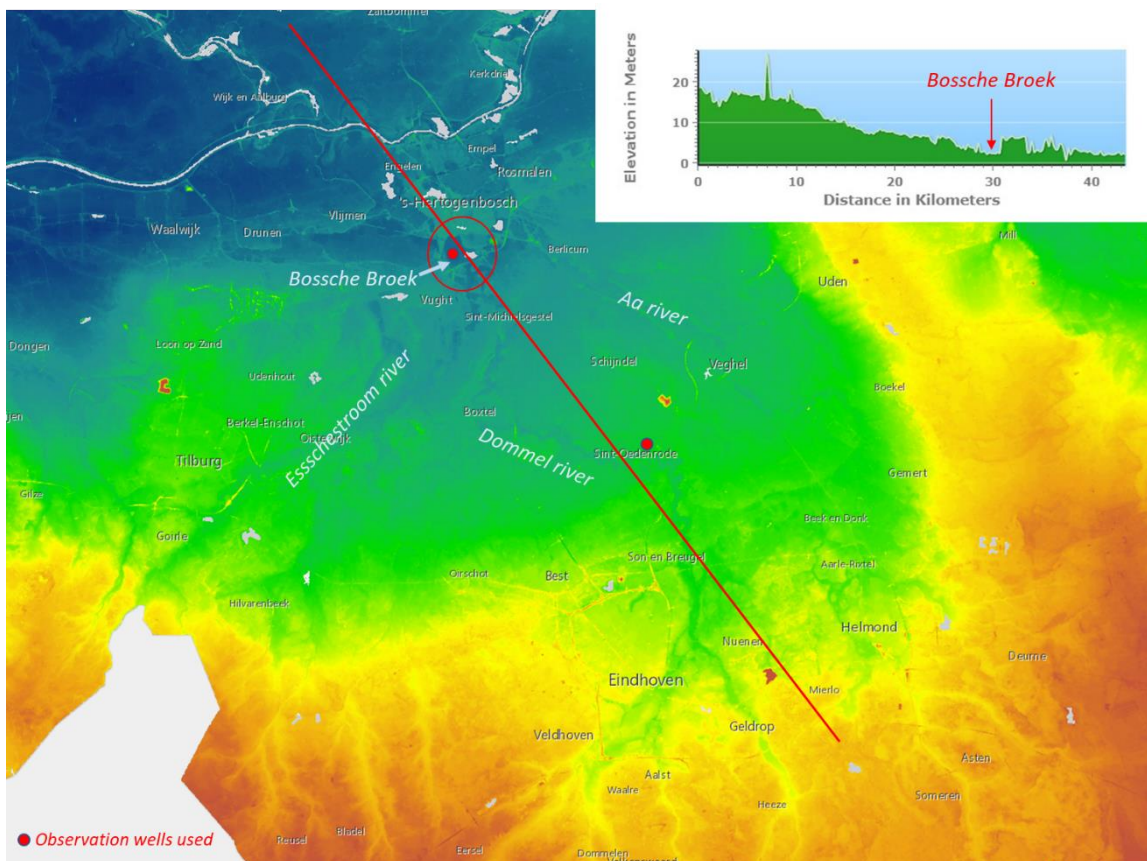 Zaltbommel
Kerkdriel
Wijk en Aalburg
Empel
Engelen
Rosmalen
's-Hertogenbosch
Vlijmen
Waalwijk
Drunen
Berlicum
Bossche Broek
Vught
Sint-Michielsgestel
Aa river
Uden
Mill
Dongen
Loon op Zand
Udenhout
Schijndel
Veghel
Boekel
Essschestroom river
Boxtel
Berkel-Enschot
Oisterwijk
Tilburg
Dommel river
Sint-Oedenrode
Gemert
Gilze
Goirle
Beek en Donk
Son en Breugel
Aarle-Rixtel
Oirschot
Best
Hilvarenbeek
Helmond
Nuenen
Deurne
Eindhoven
Mierlo
Geldrop
Veldhoven
Asten
Aalst
Waalre
Heeze
Someren
Reusel
Bladel
Eersel
Dommelen
Observation wells used
Elevation in Meters
20
10
0
Bossche Broek
0
10
20
30
40
Distance in Kilometers